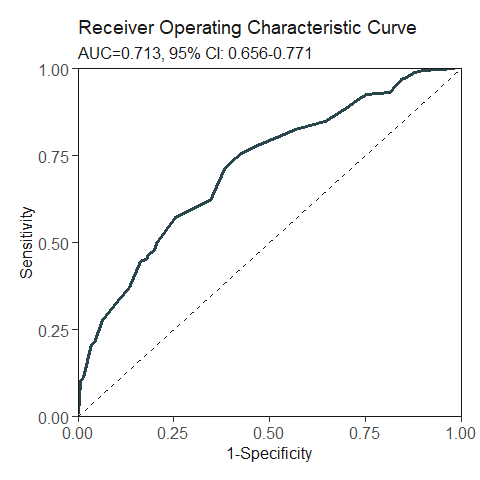 Receiver Operating Characteristic Curve
AUC=0.713, 95% CI: 0.656-0.771
1.00
0.75
0.50
0.25
0.00
Sensitivity
0.00 0.25 0.50 0.75 1.00
1-Specificity